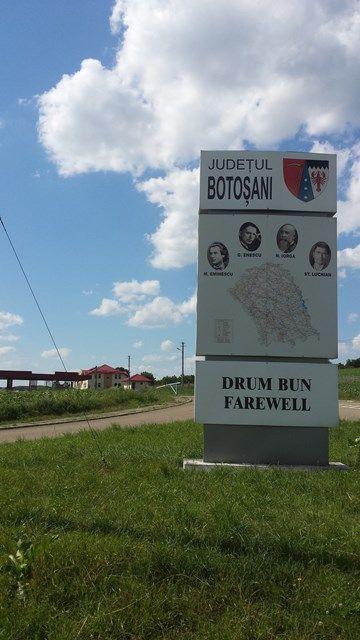 JUDEȚUL
BOTOȘANI
G. ENESCU
N. IORGA
M. EMINESCU
ST. LUCHIAN
DRUM BUN
FAREWELL